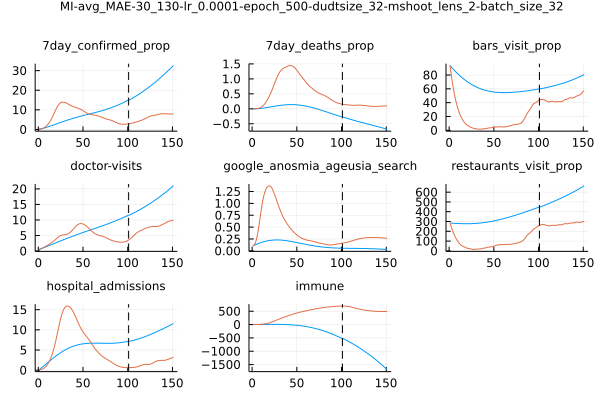 MI-avg_MAE-30_130-lr_0.0001-epoch_500-dudtsize_32-mshoot_lens_2-batch_size_32
7day_confirmed_prop
30
20
10
0
0 50 100 150
7day_deaths_prop
1.5
1.0
0.5
0.0
−0.5
0 50 100 150
bars_visit_prop
80
60
40
20
0
0 50 100 150
doctor-visits
20
15
10
5
0
0 50 100 150
google_anosmia_ageusia_search
1.25
1.00
0.75
0.50
0.25
0.00
0 50 100 150
restaurants_visit_prop
600
500
400
300
200
100
0
0 50 100 150
hospital_admissions
15
10
5
0
0 50 100 150
immune
500
0
−500
−1000
−1500
0 50 100 150